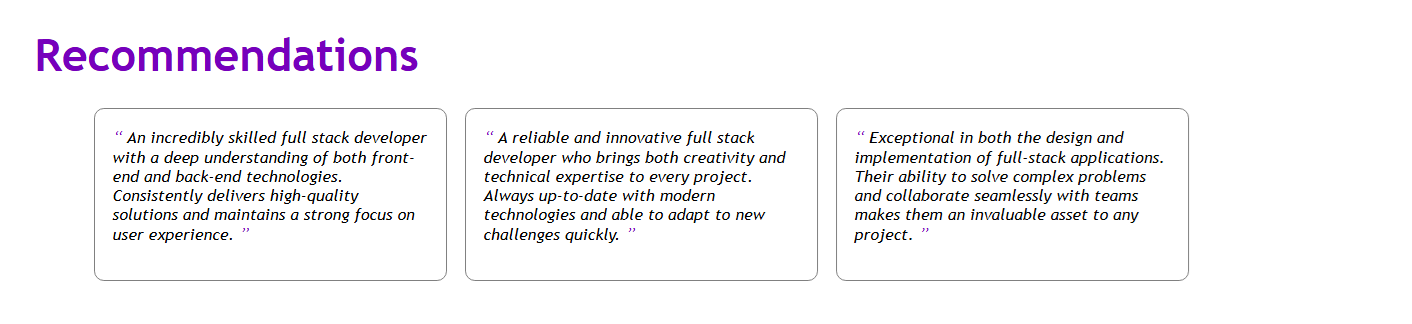 Recommendations
“ An incredibly skilled full stack developer
with a deep understanding of both front-
end and back-end technologies.
Consistently delivers high-quality
solutions and maintains a strong focus on
user experience. ”
“ A reliable and innovative full stack
developer who brings both creativity and
technical expertise to every project.
Always up-to-date with modern
technologies and able to adapt to new
challenges quickly. ”
“ Exceptional in both the design and
implementation of full-stack applications.
Their ability to solve complex problems
and collaborate seamlessly with teams
makes them an invaluable asset to any
project. ”